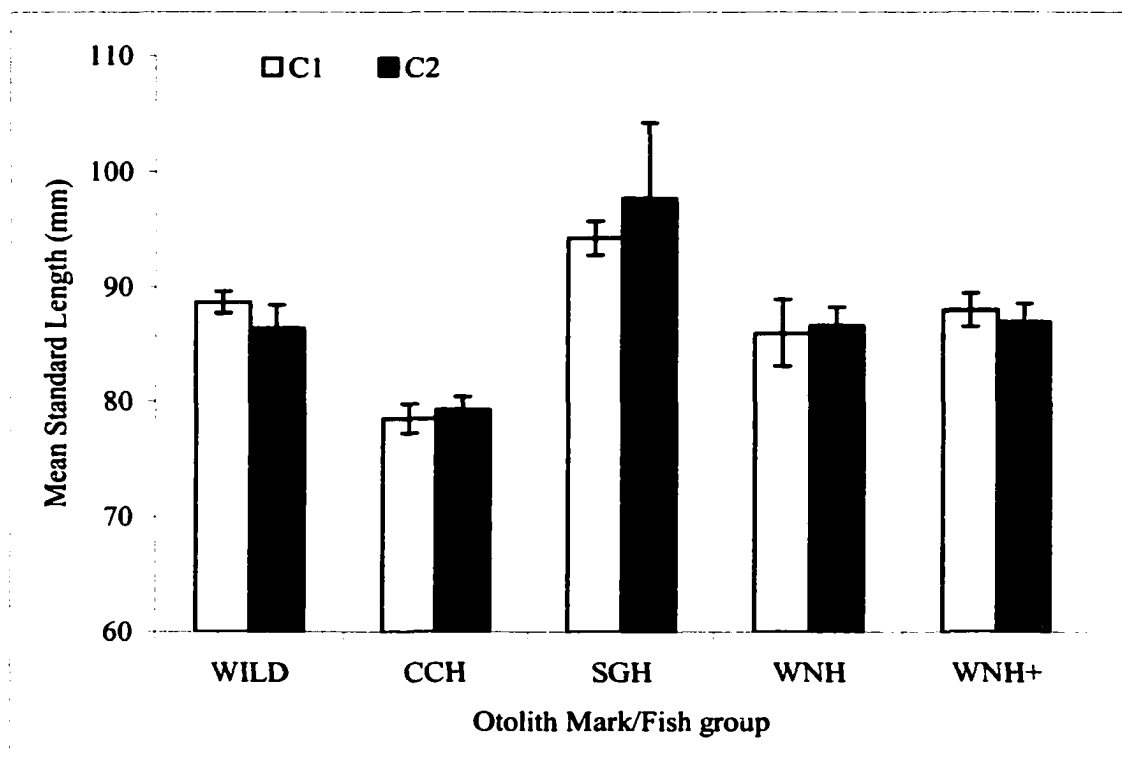 110
C1 C2
100
90
80
70
60
Mean Standard Length (mm)
WILD CCH SGH WNH WNH+
Otolith Mark/Fish group